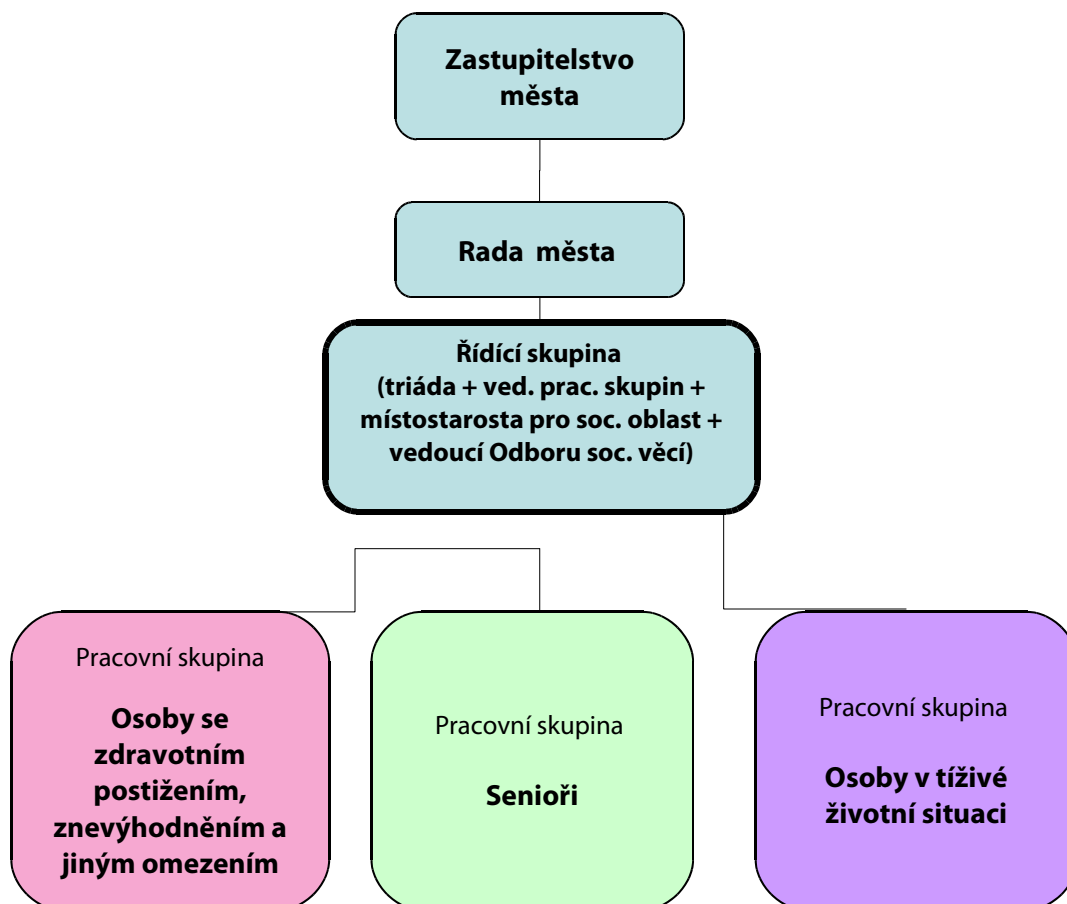 Zastupitelstvo
města
Rada  města
Řídící skupina
(triáda + ved. prac. skupin +
místostarosta pro soc. oblast +
vedoucí Odboru soc. věcí)
Pracovní skupina
Osoby se
zdravotním
postižením,
znevýhodněním a
jiným omezením
Pracovní skupina
Senioři
Pracovní skupina
Osoby v tíživé
životní situaci